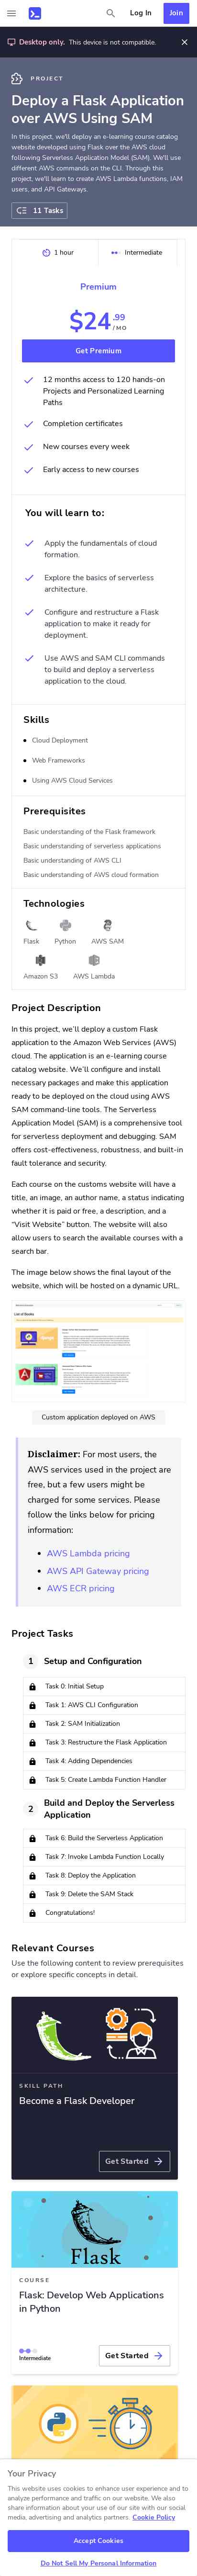 Log In
Join
Desktop only. This device is not compatible.
PROJECT
Deploy a Flask Application
over AWS Using SAM
In this project, we'll deploy an e-learning course catalog
website developed using Flask over the AWS cloud
following Serverless Application Model (SAM). We'll use
different AWS commands on the CLI. Through this
project, we'll learn to create AWS Lambda functions, IAM
users, and API Gateways.
11 Tasks
1 hour
Intermediate
Premium
$24.99
/ MO
Get Premium
12 months access to 120 hands-on
Projects and Personalized Learning
Paths
Completion certificates
New courses every week
Early access to new courses
You will learn to:
Apply the fundamentals of cloud
formation.
Explore the basics of serverless
architecture.
Configure and restructure a Flask
application to make it ready for
deployment.
Use AWS and SAM CLI commands
to build and deploy a serverless
application to the cloud.
Skills
Cloud Deployment
Web Frameworks
Using AWS Cloud Services
Prerequisites
Basic understanding of the Flask framework
Basic understanding of serverless applications
Basic understanding of AWS CLI
Basic understanding of AWS cloud formation
Technologies
Flask
Python
AWS SAM
Amazon S3
AWS Lambda
Project Description
In this project, we'll deploy a custom Flask
application to the Amazon Web Services (AWS)
cloud. The application is an e-learning course
catalog website. We'll configure and install
necessary packages and make this application
ready to be deployed on the cloud using AWS
SAM command-line tools. The Serverless
Application Model (SAM) is a comprehensive tool
for serverless deployment and debugging. SAM
offers cost-effectiveness, robustness, and built-in
fault tolerance and security.
Each course on the customs website will have a
title, an image, an author name, a status indicating
whether it is paid or free, a description, and a
“Visit Website” button. The website will also
allow users to search the available courses with a
search bar.
The image below shows the final layout of the
website, which will be hosted on a dynamic URL.
List of Books
Custom application deployed on AWS
Disclaimer: For most users, the
AWS services used in the project are
free, but a few users might be
charged for some services. Please
follow the links below for pricing
information:
AWS Lambda pricing
AWS API Gateway pricing
AWS ECR pricing
Project Tasks
1
Setup and Configuration
Task 0: Initial Setup
Task 1: AWS CLI Configuration
Task 2: SAM Initialization
Task 3: Restructure the Flask Application
Task 4: Adding Dependencies
Task 5: Create Lambda Function Handler
2
Build and Deploy the Serverless
Application
Task 6: Build the Serverless Application
Task 7: Invoke Lambda Function Locally
Task 8: Deploy the Application
Task 9: Delete the SAM Stack
Congratulations!
Relevant Courses
Use the following content to review prerequisites
or explore specific concepts in detail.
SKILL PATH
Become a Flask Developer
Get Started
Flask
COURSE
Flask: Develop Web Applications
in Python
Intermediate
Get Started
Your Privacy
This website uses cookies to enhance user experience and to
analyze performance and traffic on our website. We also share
information about your use of our site with our social
media, advertising and analytics partners. Cookie Policy
Accept Cookies
Do Not Sell My Personal Information